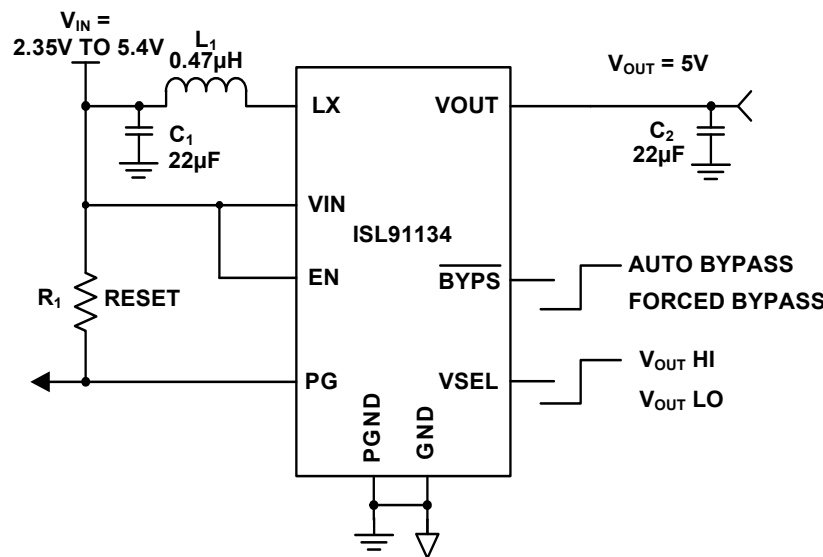 V_IN =
2.35V TO 5.4V
L₁
0.47µH
C₁
22µF
V_OUT = 5V
C₂
22µF
LX
VOUT
VIN
ISL91134
EN
BYPS
AUTO BYPASS
FORCED BYPASS
R₁
RESET
PG
VSEL
V_OUT HI
V_OUT LO
PGND
GND